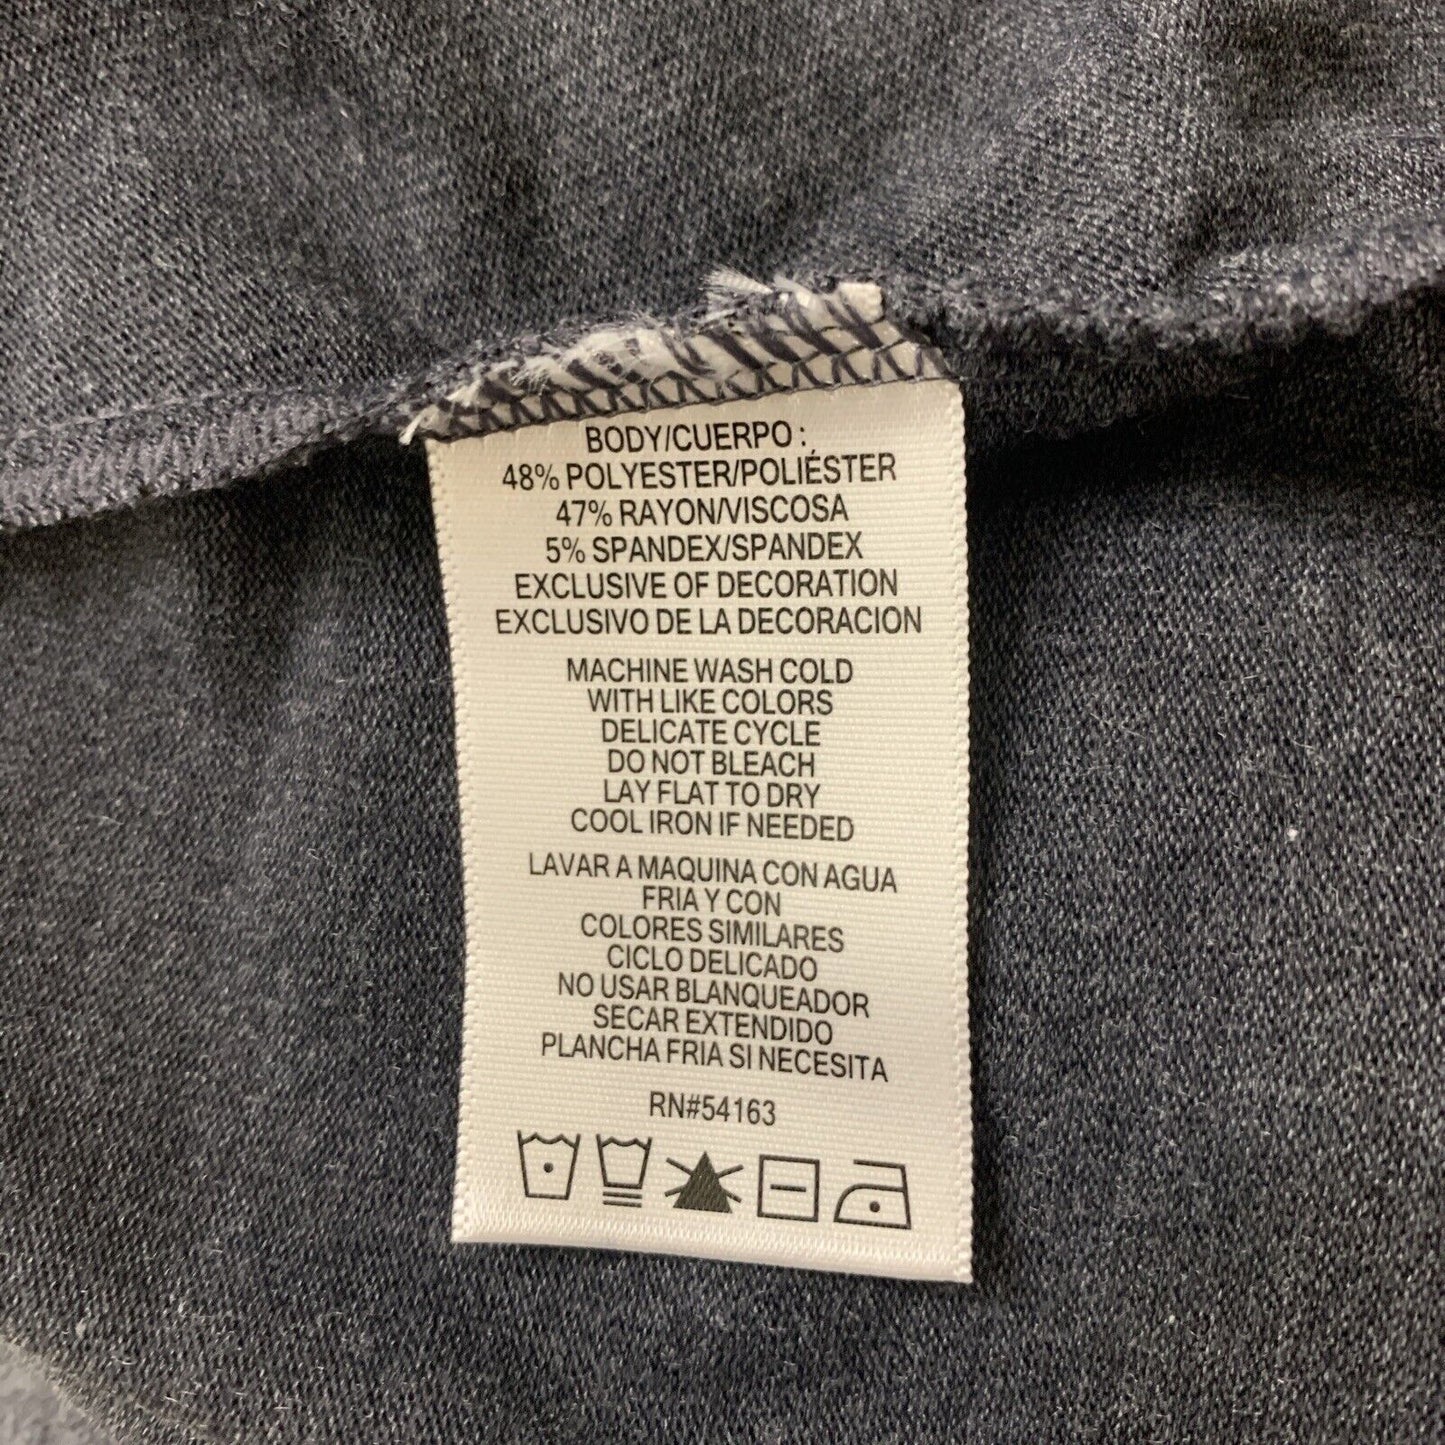 BODY/CUERPO :
48% POLYESTER/POLIÉSTER
47% RAYON/VISCOSA
5% SPANDEX/SPANDEX
EXCLUSIVE OF DECORATION
EXCLUSIVO DE LA DECORACION
MACHINE WASH COLD
WITH LIKE COLORS
DELICATE CYCLE
DO NOT BLEACH
LAY FLAT TO DRY
COOL IRON IF NEEDED
LAVAR A MAQUINA CON AGUA
FRIA Y CON
COLORES SIMILARES
CICLO DELICADO
NO USAR BLANQUEADOR
SECAR EXTENDIDO
PLANCHA FRIA SI NECESITA
RN#54163